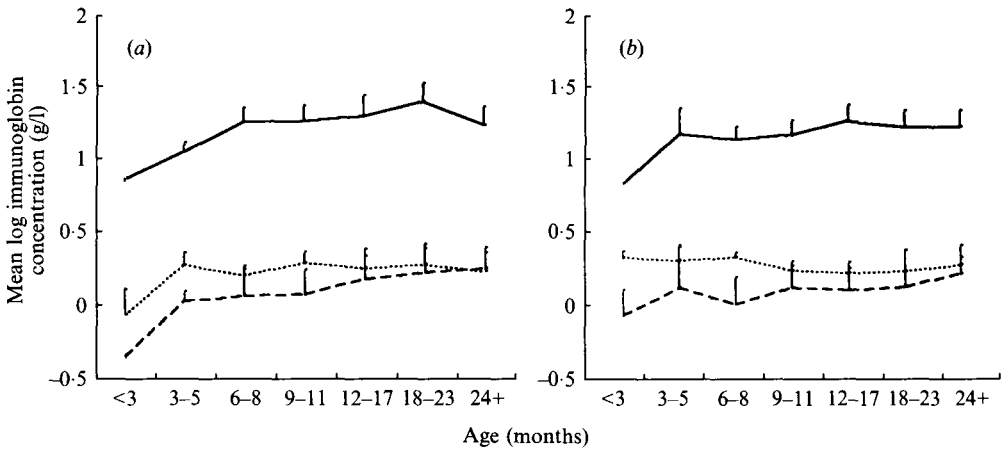 (a)
(b)
Mean log immunoglobin
concentration (g/l)
2
1·5
1
0·5
0
–0·5
2
1·5
1
0·5
0
–0·5
<3 3–5 6–8 9–11 12–17 18–23 24+
<3 3–5 6–8 9–11 12–17 18–23 24+
Age (months)